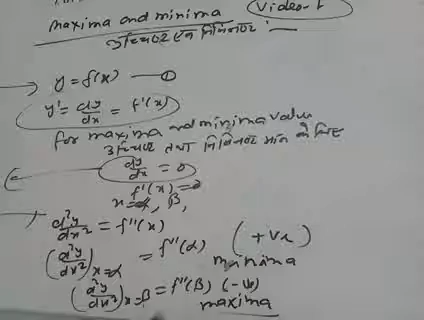 maxima and minima Video-1
उच्चिष्ट एवं निम्निष्ट
y = f(x) — ①
y' = dy/dx = f'(x)
for maxima and minima value
उच्चिष्ट तथा निम्निष्ट मान के लिए
dy/dx = 0
f'(x) = 0
x = α, β,
d²y/dx² = f''(x)
(d²y/dx²)x=α = f''(α) (+ve)
minima
(d²y/dx²)x=β = f''(β) (-ve)
maxima